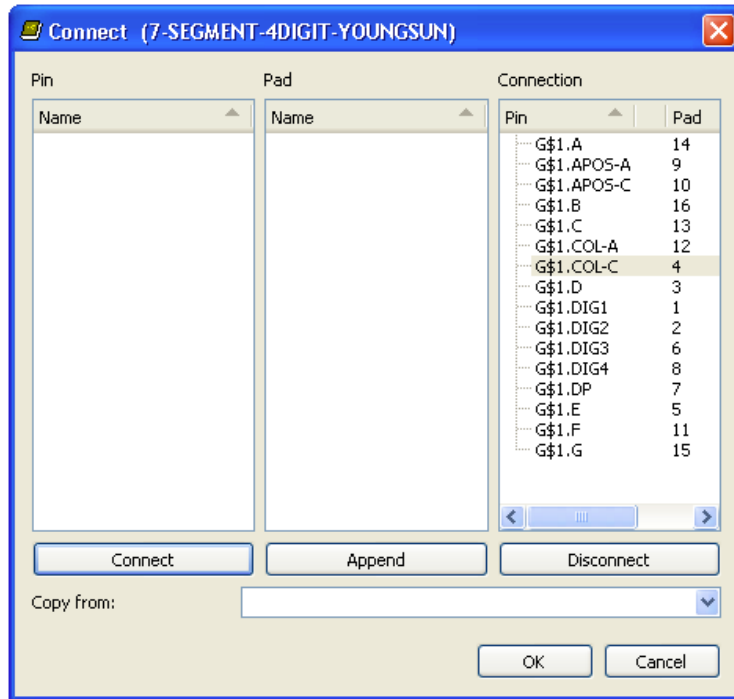 Connect (7-SEGMENT-4DIGIT-YOUNGSUN)
Pin Pad Connection
Name Name Pin Pad
G$1.A 14
G$1.APOS-A 9
G$1.APOS-C 10
G$1.B 16
G$1.C 13
G$1.COL-A 12
G$1.COL-C 4
G$1.D 3
G$1.DIG1 1
G$1.DIG2 2
G$1.DIG3 6
G$1.DIG4 8
G$1.DP 7
G$1.E 5
G$1.F 11
G$1.G 15
Connect Append Disconnect
Copy from:
OK Cancel